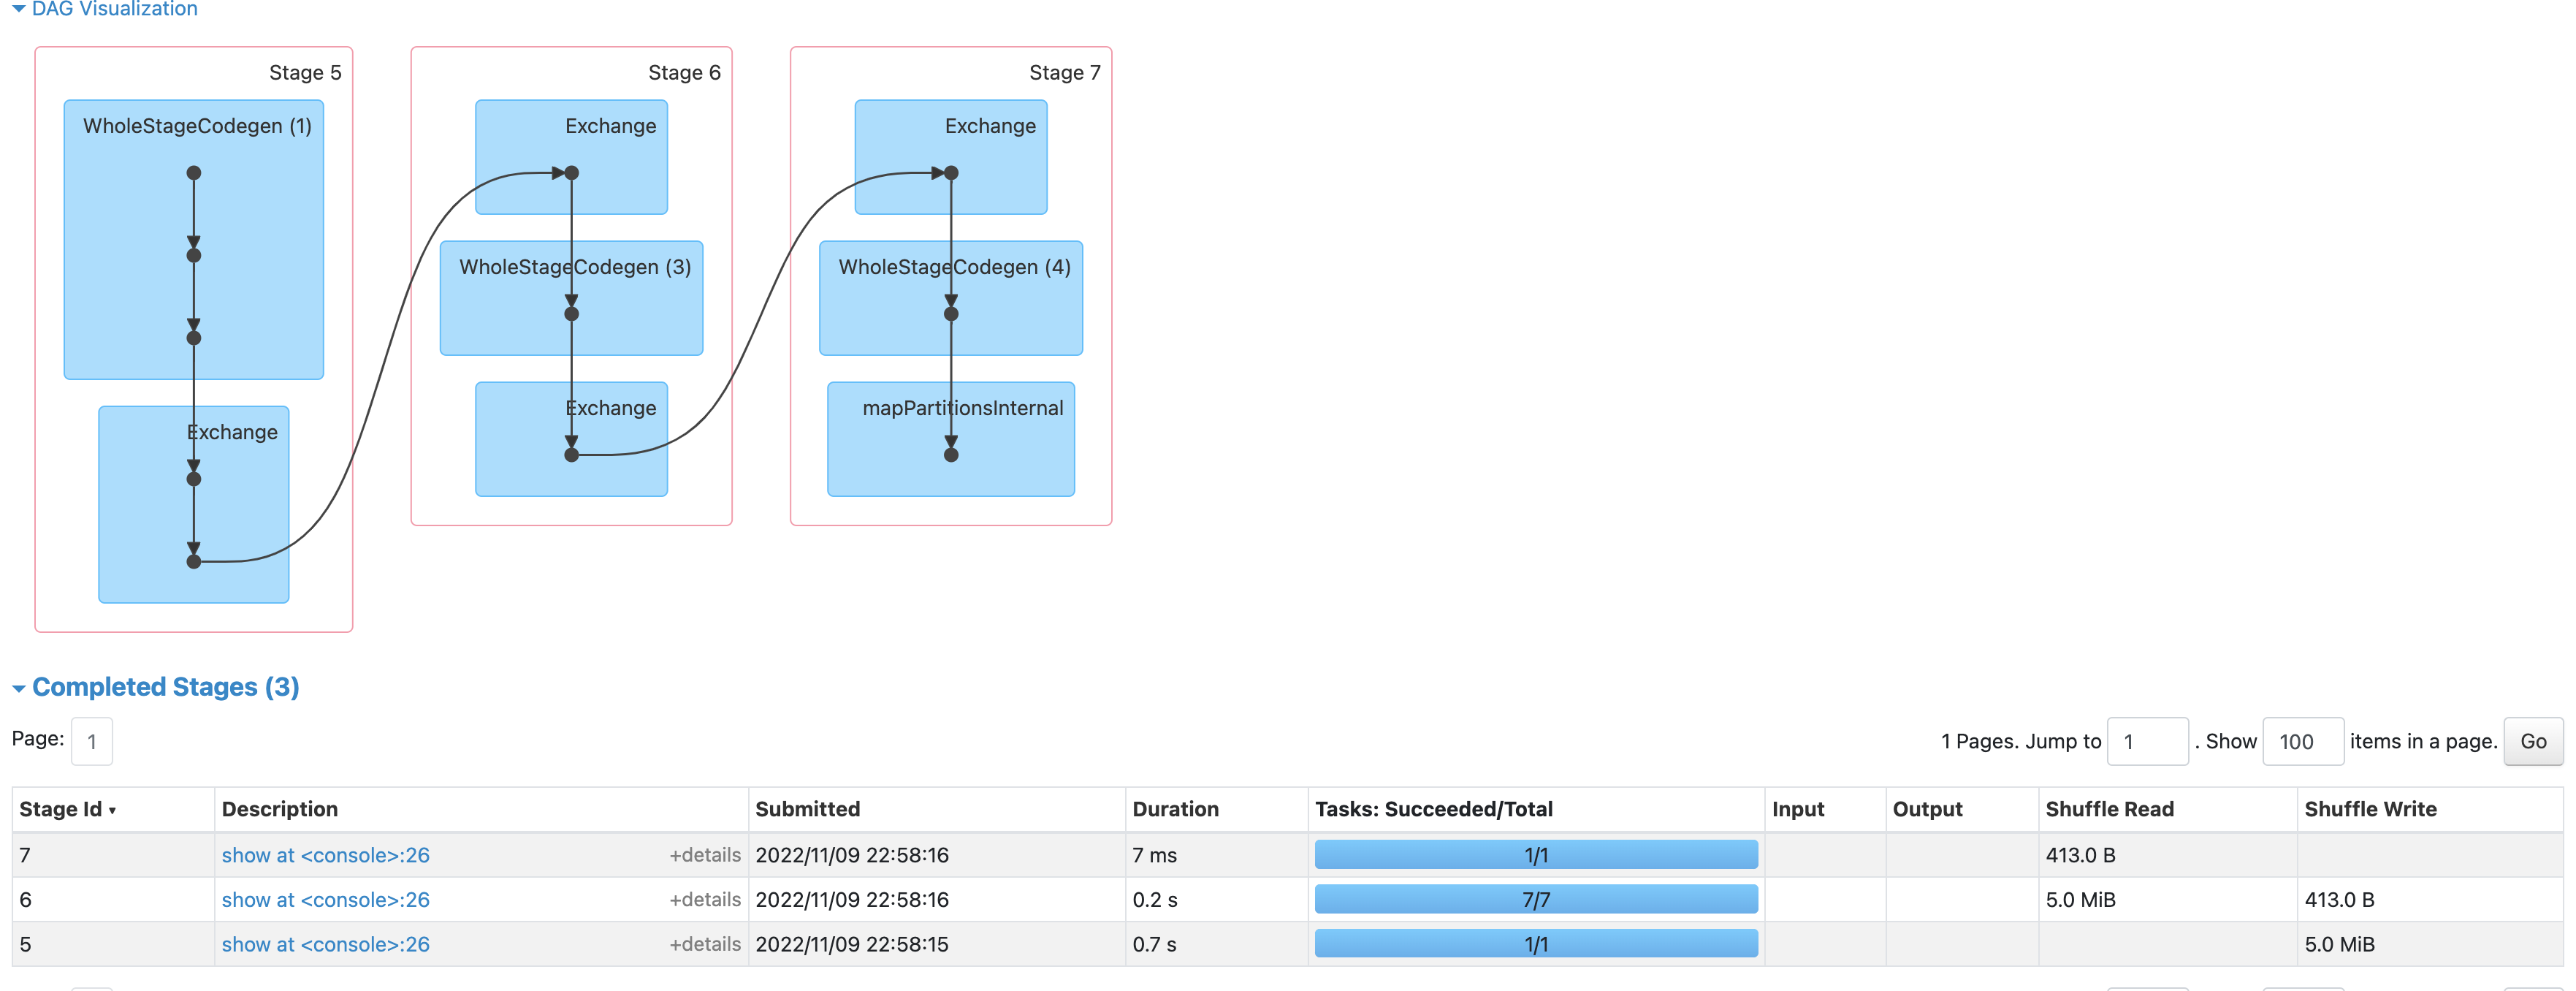 DAG Visualization
Stage 5
WholeStageCodegen (1)
Exchange
Stage 6
Exchange
WholeStageCodegen (3)
Exchange
Stage 7
Exchange
WholeStageCodegen (4)
mapPartitionsInternal
Completed Stages (3)
Page: 1
1 Pages. Jump to 1 . Show 100 items in a page. Go
Stage Id ▾ Description Submitted Duration Tasks: Succeeded/Total Input Output Shuffle Read Shuffle Write
7 show at <console>:26 +details 2022/11/09 22:58:16 7 ms 1/1 413.0 B
6 show at <console>:26 +details 2022/11/09 22:58:16 0.2 s 7/7 5.0 MiB 413.0 B
5 show at <console>:26 +details 2022/11/09 22:58:15 0.7 s 1/1 5.0 MiB